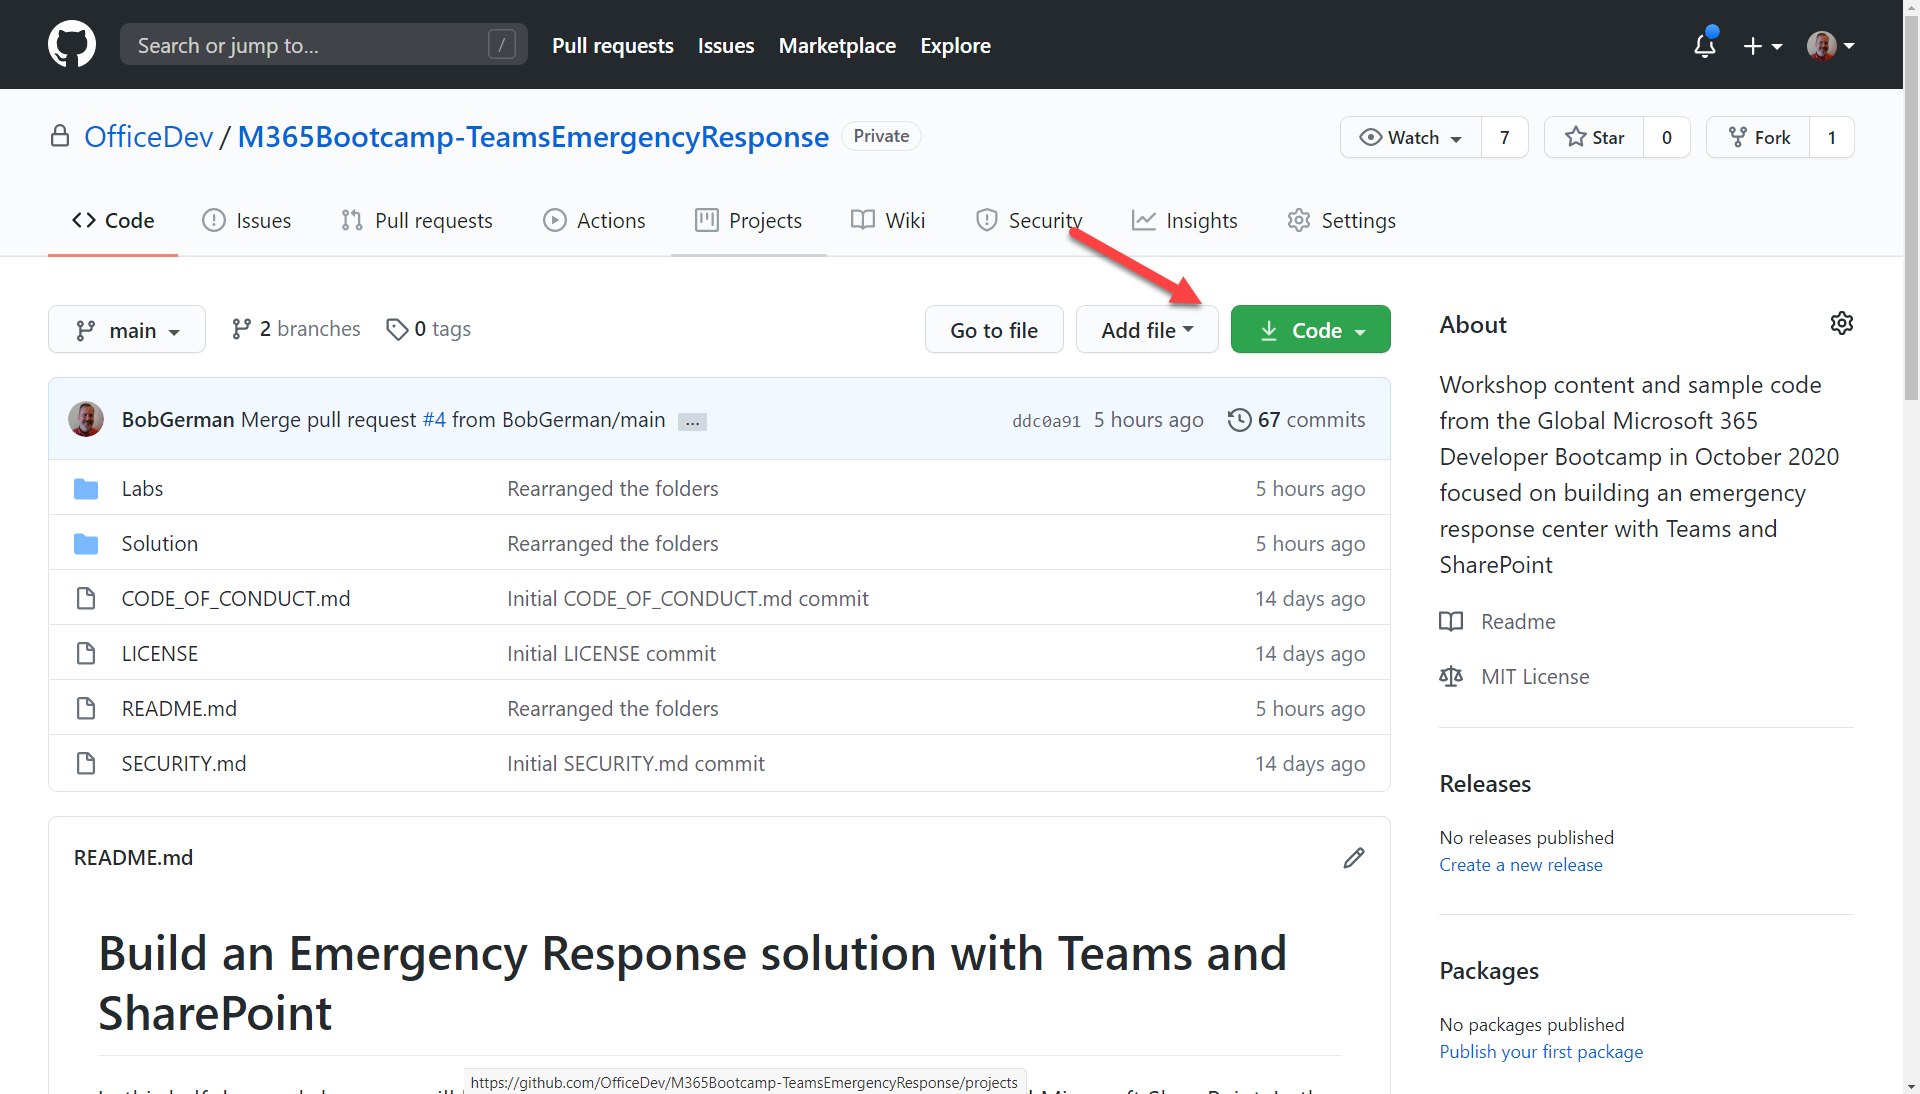 Search or jump to... /
Pull requests Issues Marketplace Explore
OfficeDev / M365Bootcamp-TeamsEmergencyResponse Private
Watch 7 Star 0 Fork 1
Code Issues Pull requests Actions Projects Wiki Security Insights Settings
main 2 branches 0 tags Go to file Add file Code
BobGerman Merge pull request #4 from BobGerman/main ... ddc0a91 5 hours ago 67 commits
Labs Rearranged the folders 5 hours ago
Solution Rearranged the folders 5 hours ago
CODE_OF_CONDUCT.md Initial CODE_OF_CONDUCT.md commit 14 days ago
LICENSE Initial LICENSE commit 14 days ago
README.md Rearranged the folders 5 hours ago
SECURITY.md Initial SECURITY.md commit 14 days ago
README.md
Build an Emergency Response solution with Teams and
SharePoint
https://github.com/OfficeDev/M365Bootcamp-TeamsEmergencyResponse/projects
About
Workshop content and sample code
from the Global Microsoft 365
Developer Bootcamp in October 2020
focused on building an emergency
response center with Teams and
SharePoint
Readme
MIT License
Releases
No releases published
Create a new release
Packages
No packages published
Publish your first package